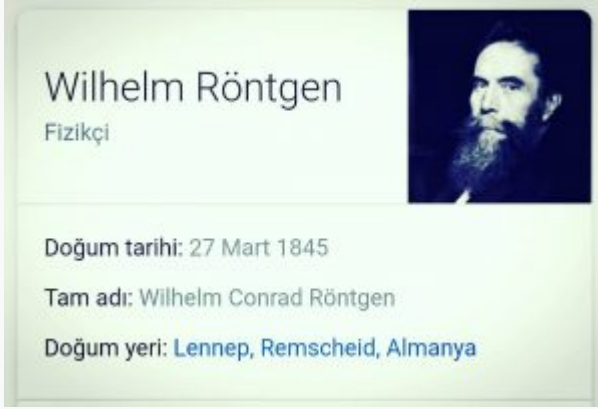 Wilhelm Röntgen
Fizikçi
Doğum tarihi: 27 Mart 1845
Tam adı: Wilhelm Conrad Röntgen
Doğum yeri: Lennep, Remscheid, Almanya